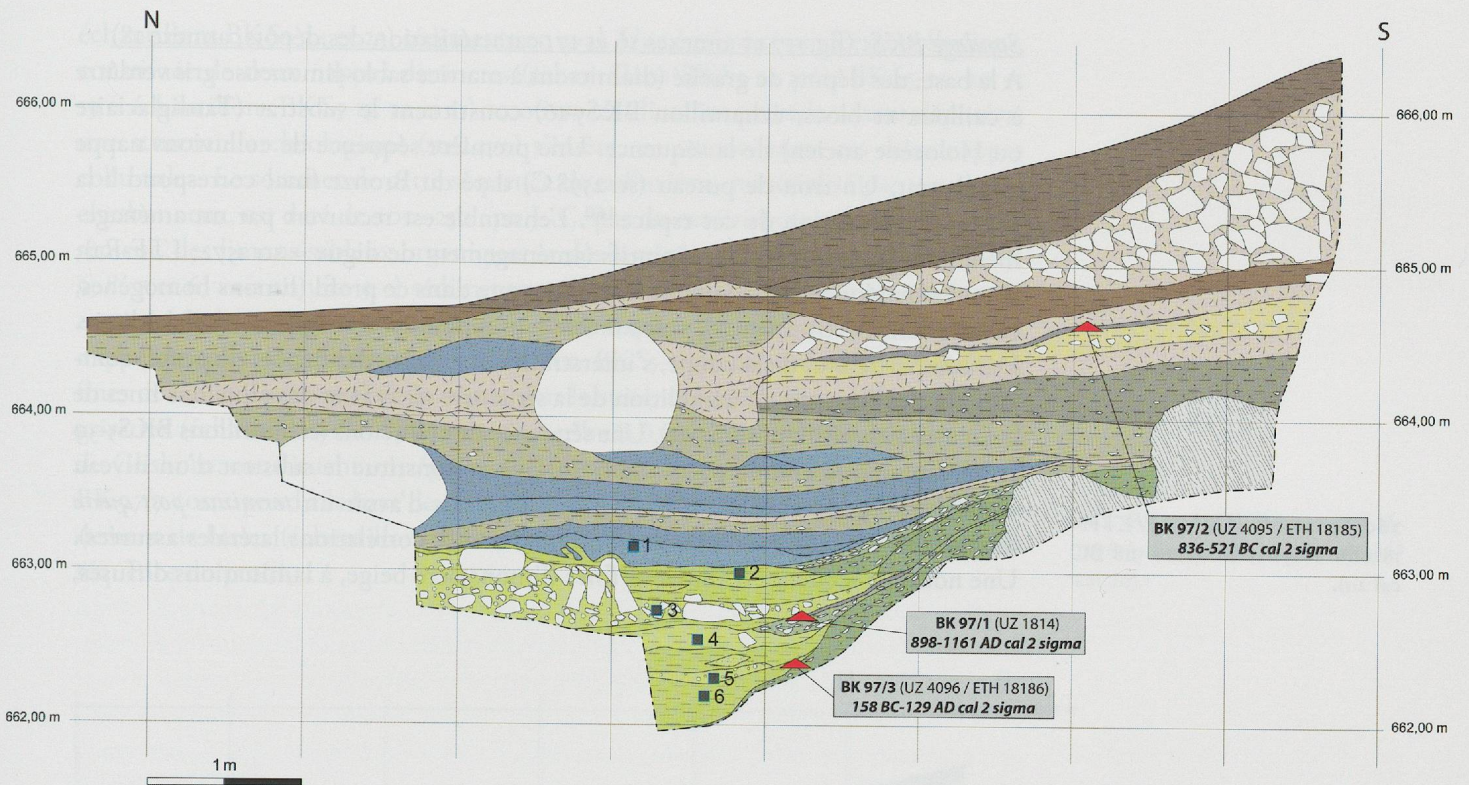 N
S
666,00 m
666,00 m
665,00 m
665,00 m
664,00 m
664,00 m
BK 97/2 (UZ 4095 / ETH 18185)
836-521 BC cal 2 sigma
1
663,00 m
2
663,00 m
3
BK 97/1 (UZ 1814)
898-1161 AD cal 2 sigma
4
5
BK 97/3 (UZ 4096 / ETH 18186)
158 BC-129 AD cal 2 sigma
6
662,00 m
662,00 m
1 m